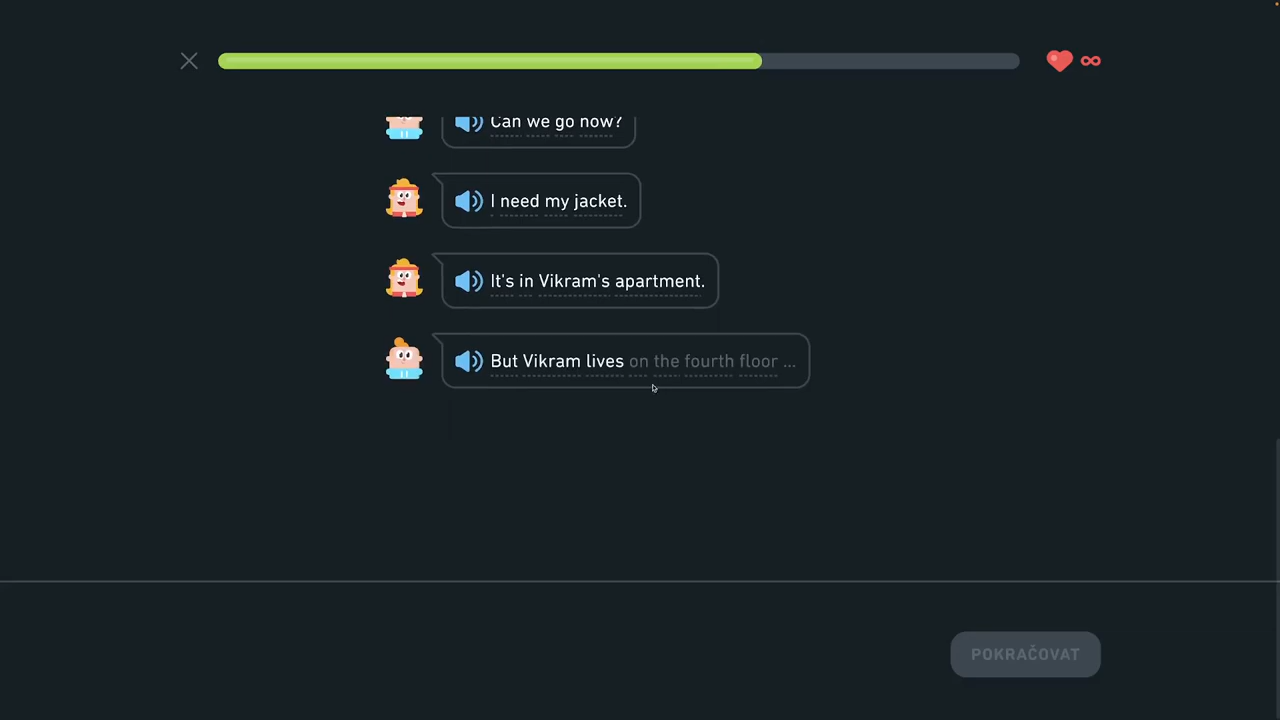 Can we go now?
I need my jacket.
It's in Vikram's apartment.
But Vikram lives on the fourth floor ...
POKRAČOVAT